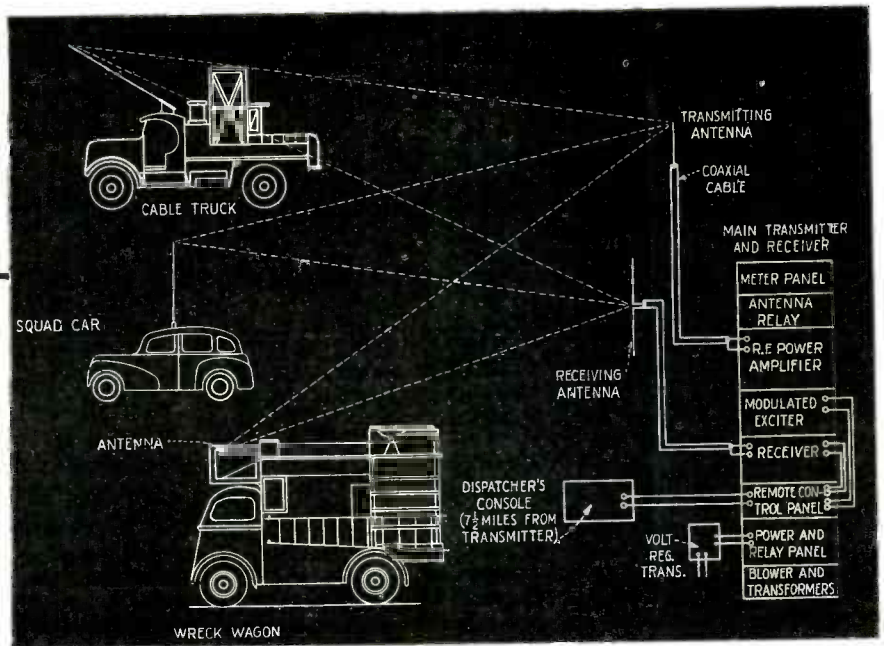 CABLE TRUCK
SQUAD CAR
ANTENNA
WRECK WAGON
TRANSMITTING
ANTENNA
COAXIAL
CABLE
RECEIVING
ANTENNA
DISPATCHER'S
CONSOLE
(7½ MILES FROM
TRANSMITTER)
VOLT
REG.
TRANS.
MAIN TRANSMITTER
AND RECEIVER
METER PANEL
ANTENNA
RELAY
R.F. POWER
AMPLIFIER
MODULATED
EXCITER
RECEIVER
REMOTE CON-
TROL PANEL
POWER AND
RELAY PANEL
BLOWER AND
TRANSFORMERS